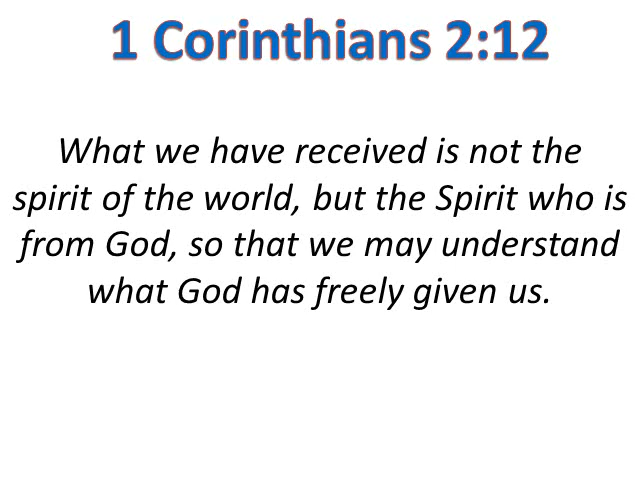 1 Corinthians 2:12
What we have received is not the
spirit of the world, but the Spirit who is
from God, so that we may understand
what God has freely given us.